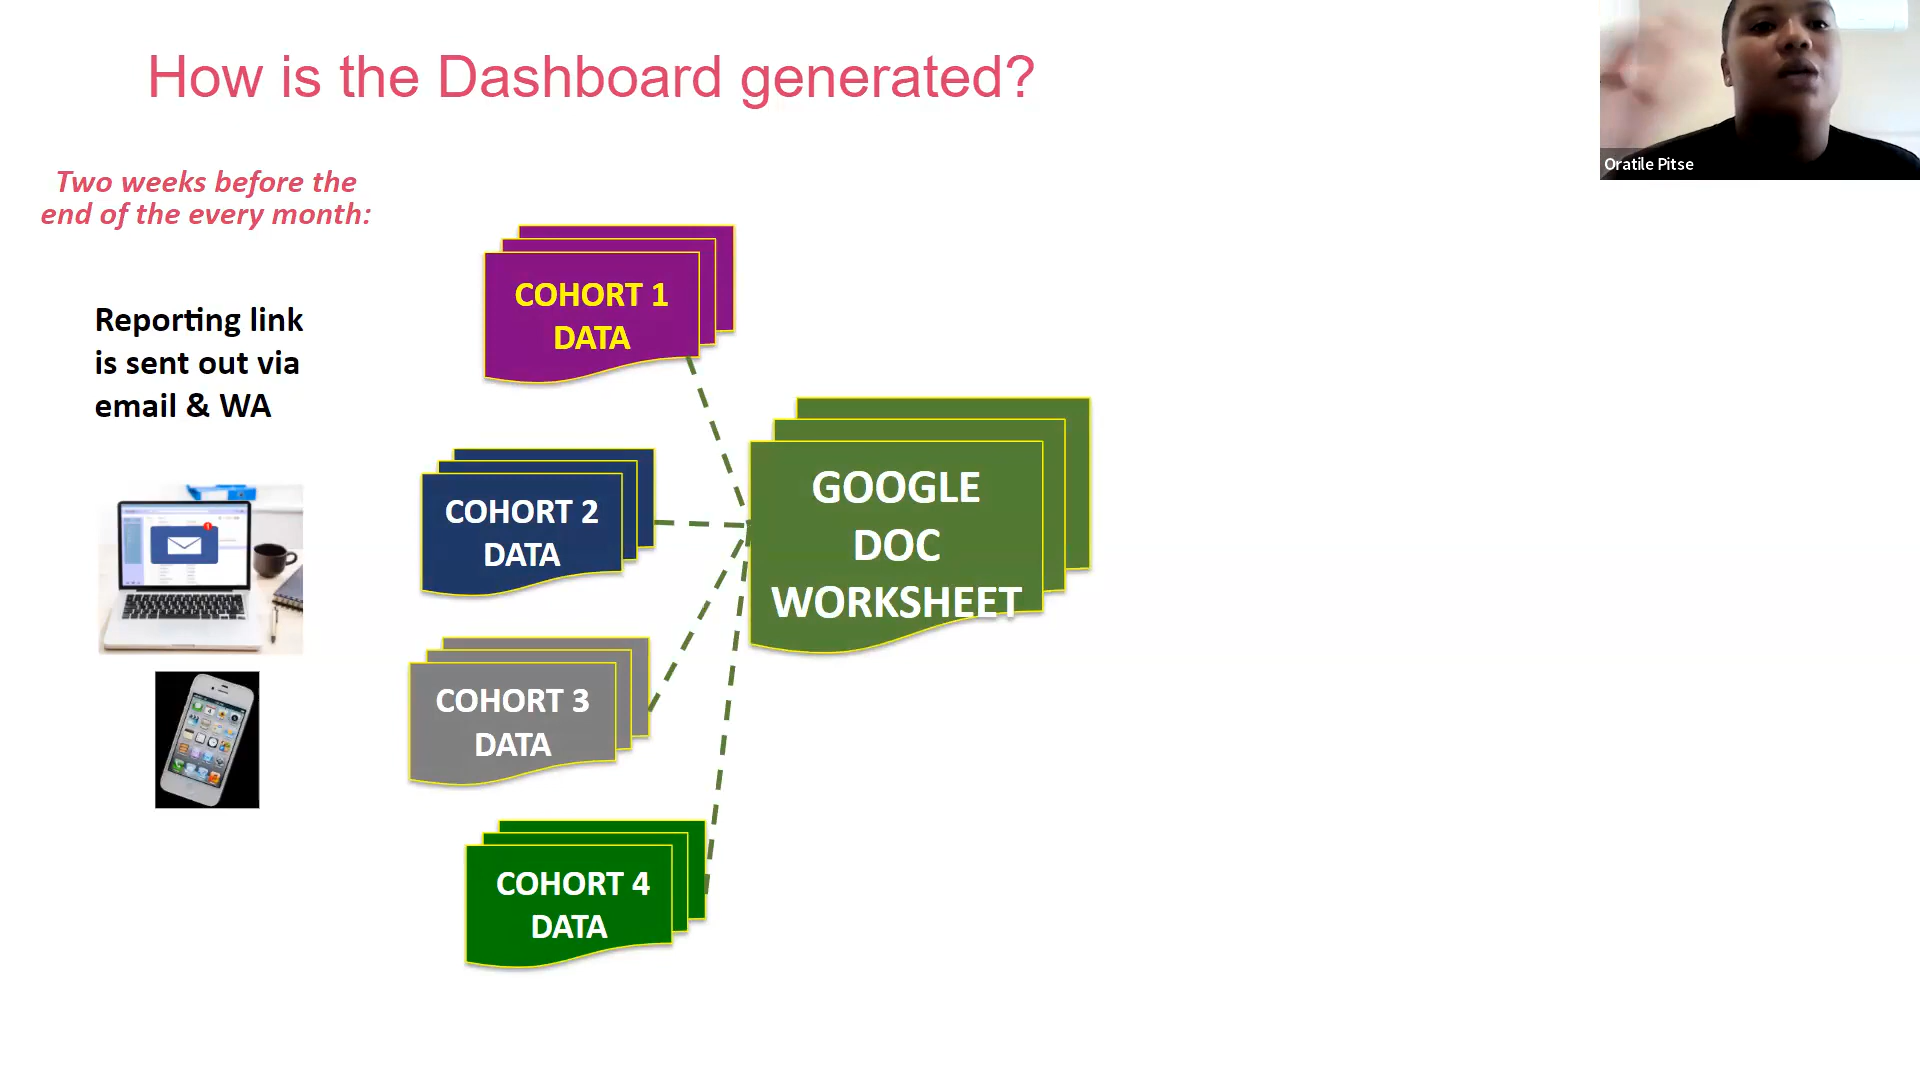 How is the Dashboard generated?
Oratile Pitse
Two weeks before the
end of the every month:
Reporting link
is sent out via
email & WA
COHORT 1
DATA
COHORT 2
DATA
COHORT 3
DATA
COHORT 4
DATA
GOOGLE
DOC
WORKSHEET